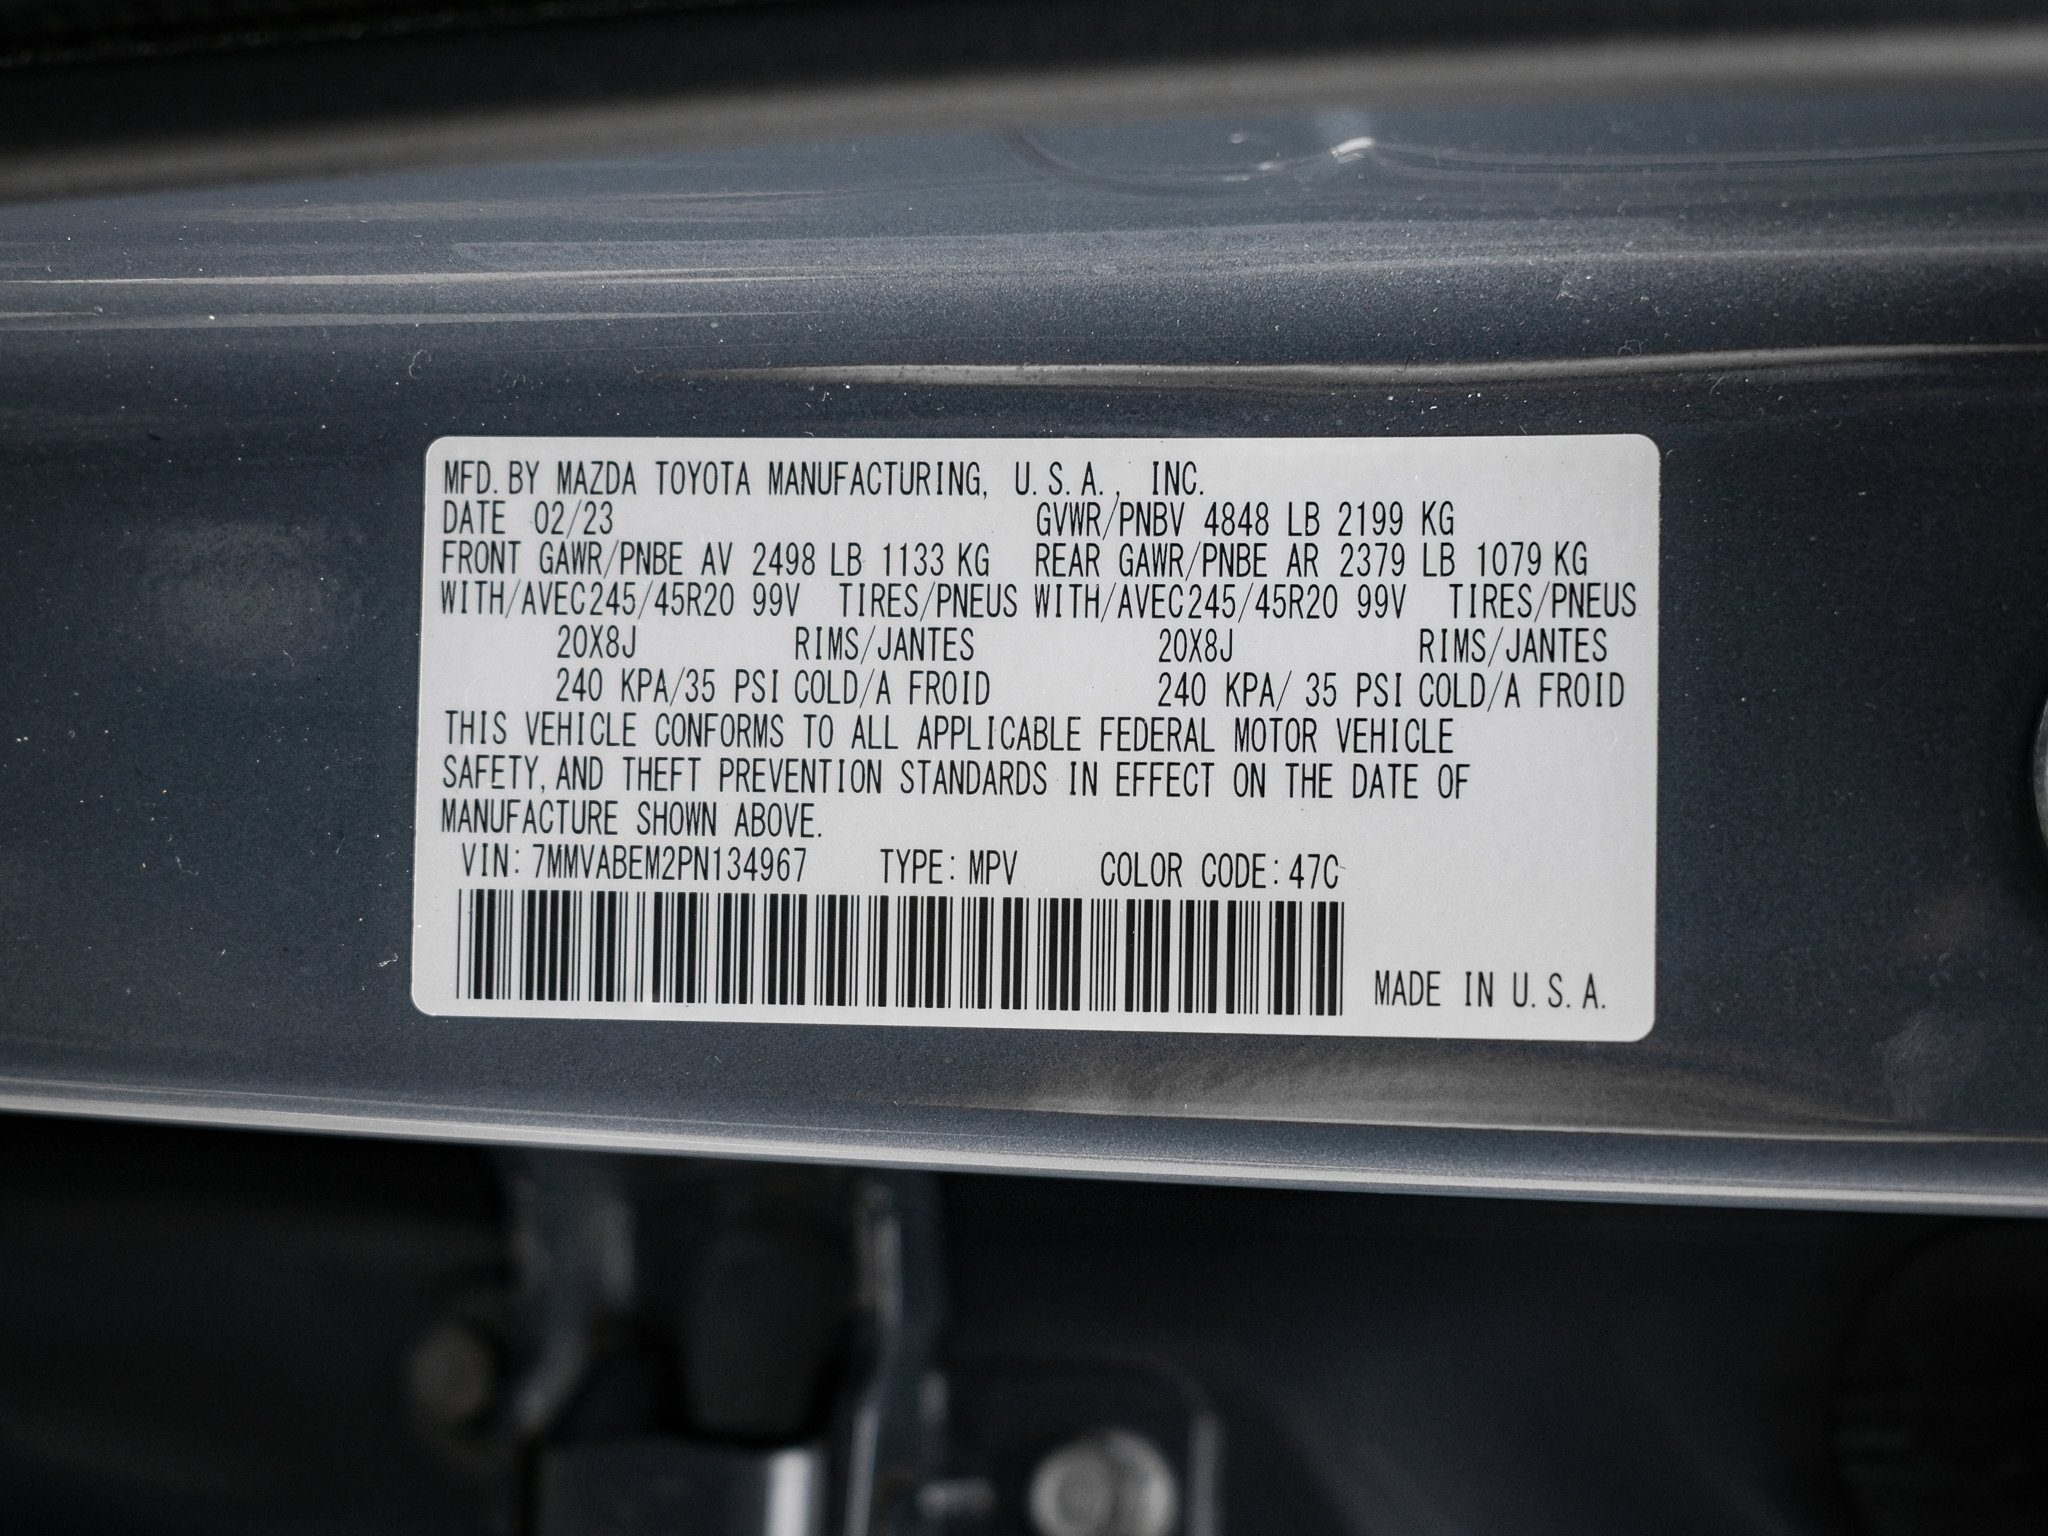 MFD. BY MAZDA TOYOTA MANUFACTURING, U.S.A., INC.
DATE 02/23 GVWR/PNBV 4848 LB 2199 KG
FRONT GAWR/PNBE AV 2498 LB 1133 KG REAR GAWR/PNBE AR 2379 LB 1079 KG
WITH/AVEC245/45R20 99V TIRES/PNEUS WITH/AVEC245/45R20 99V TIRES/PNEUS
20X8J RIMS/JANTES 20X8J RIMS/JANTES
240 KPA/35 PSI COLD/A FROID 240 KPA/ 35 PSI COLD/A FROID
THIS VEHICLE CONFORMS TO ALL APPLICABLE FEDERAL MOTOR VEHICLE
SAFETY, AND THEFT PREVENTION STANDARDS IN EFFECT ON THE DATE OF
MANUFACTURE SHOWN ABOVE.
VIN: 7MMVABEM2PN134967 TYPE: MPV COLOR CODE: 47C
MADE IN U.S.A.